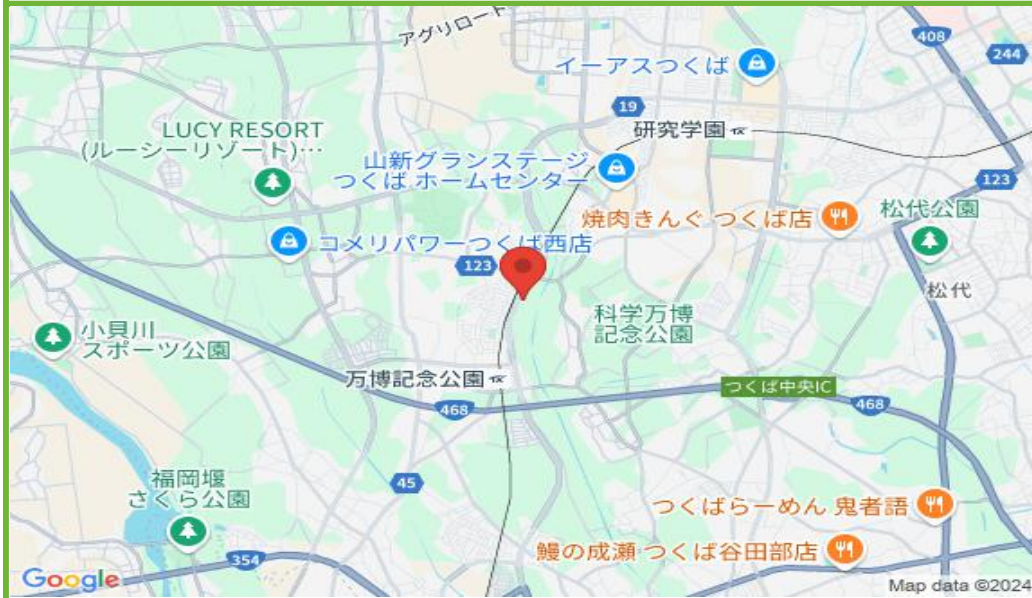 アグリロード
408
244
イーアスつくば
19
研究学園
LUCY RESORT
(ルーシーリゾート)…
山新グランステージ
つくば ホームセンター
123
焼肉きんぐ つくば店
松代公園
コメリパワーつくば西店
123
松代
科学万博
記念公園
小貝川
スポーツ公園
万博記念公園
つくば中央IC
468
468
45
福岡堰
さくら公園
つくばらーめん 鬼者語
354
鰻の成瀬 つくば谷田部店
Google
Map data ©2024